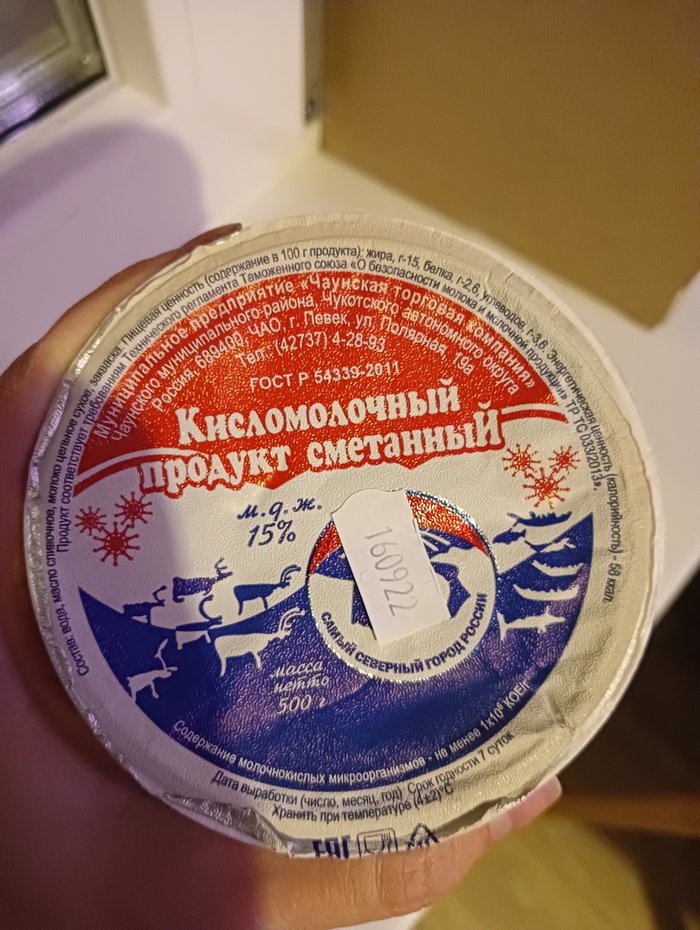 Состав: вода, масло сливочное, молоко цельное сухое, закваска. Пищевая ценность (содержание в 100 г продукта): жира, г-15, белка, г-2,6, углеводов, г-3,6. Энергетическая ценность (калорийность) - 58 ккал.
Продукт соответствует требованиям Технического регламента Таможенного союза «О безопасности молока и молочной продукции» ТР ТС 033/2013».
Муниципальное предприятие «Чаунская торговая компания»
Чаунского муниципального района, Чукотского автономного округа
Россия, 689400, ЧАО, г. Певек, ул. Полярная, 19а
Тел.: (42737) 4-28-93
ГОСТ Р 54339-2011
Кисломолочный
продукт сметанный
м.д.ж.
15%
160922
САМЫЙ СЕВЕРНЫЙ ГОРОД РОССИИ
масса
нетто
500 г
Содержание молочнокислых микроорганизмов - не менее 1х10⁶ КОЕ/г
Дата выработки (число, месяц, год) Срок годности 7 суток
Хранить при температуре (4±2)°С
EAC